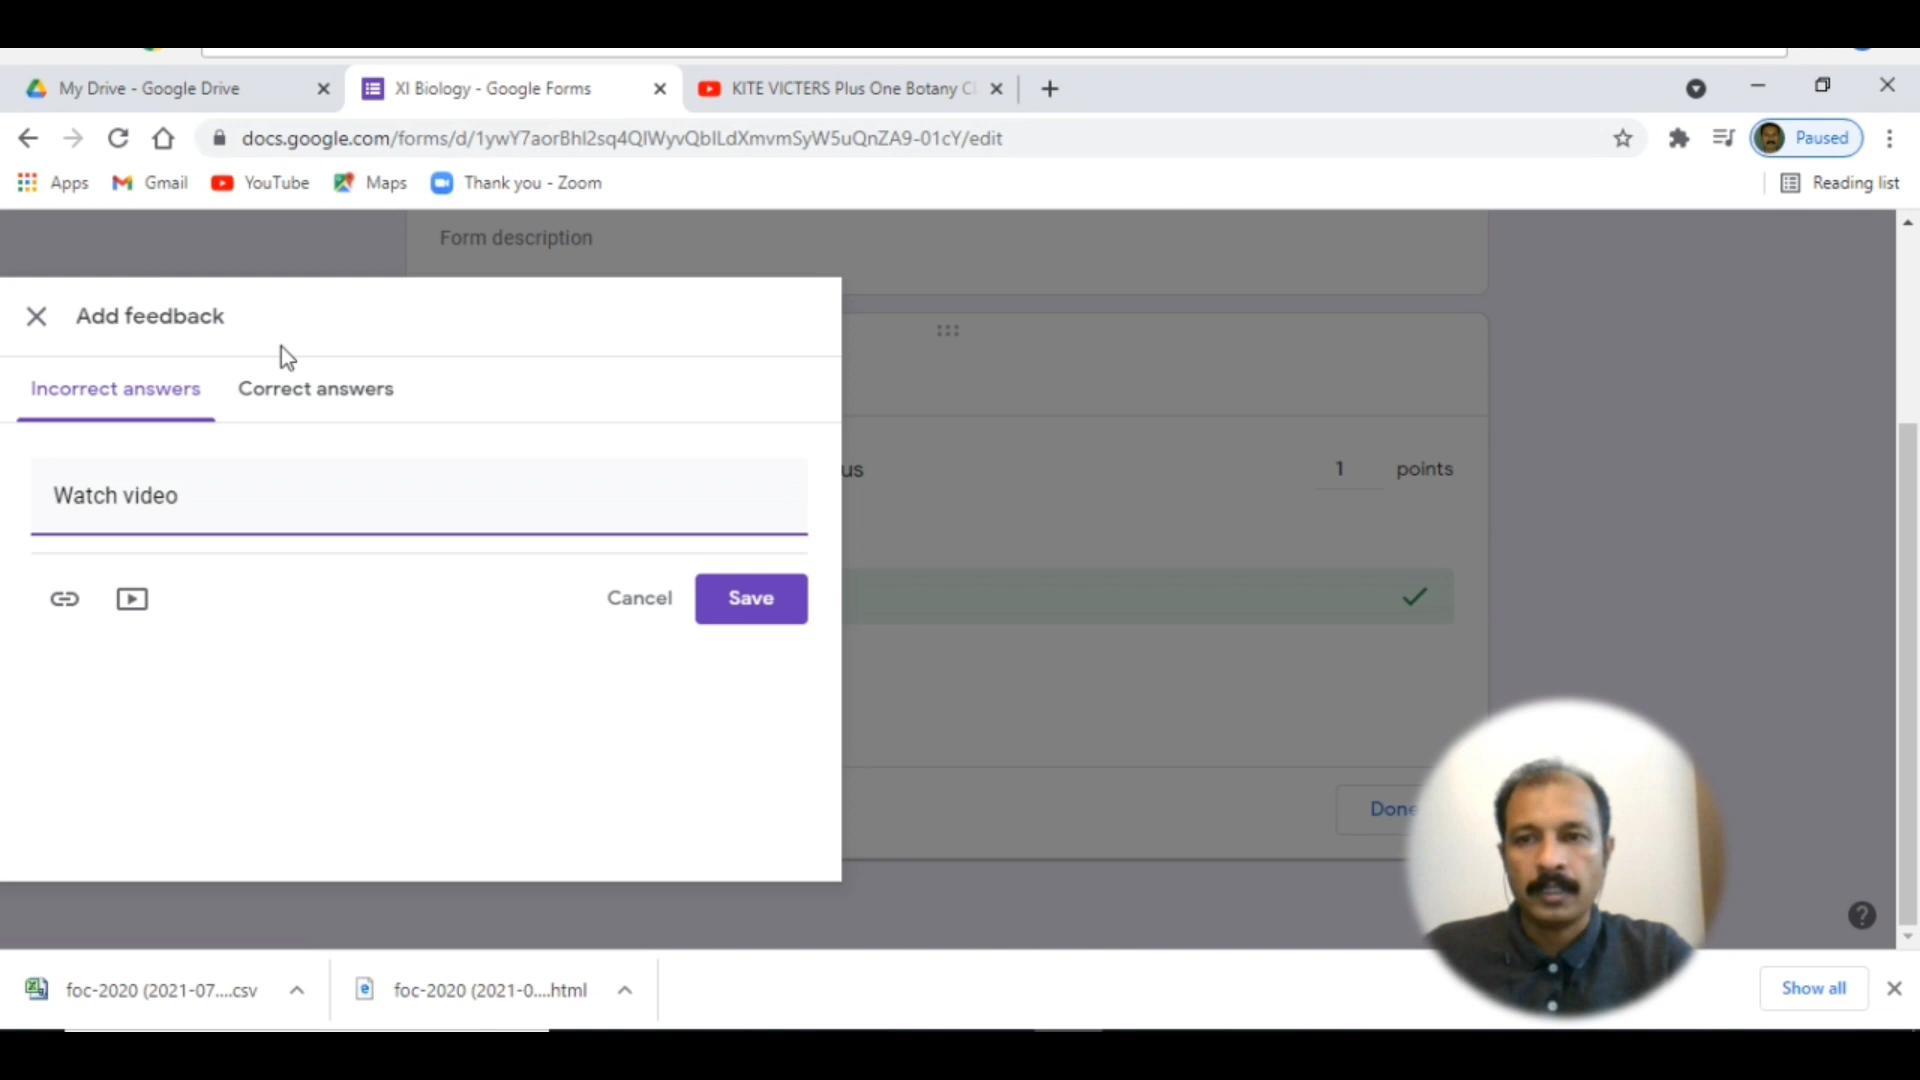 My Drive - Google Drive
XI Biology - Google Forms
KITE VICTERS Plus One Botany Cl
docs.google.com/forms/d/1ywY7aorBhI2sq4QIWyvQbILdXmvmSyW5uQnZA9-01cY/edit
Paused
Apps
Gmail
YouTube
Maps
Thank you - Zoom
Reading list
Form description
Add feedback
Incorrect answers
Correct answers
Watch video
us
1
points
Cancel
Save
Done
foc-2020 (2021-07....csv
foc-2020 (2021-0....html
Show all